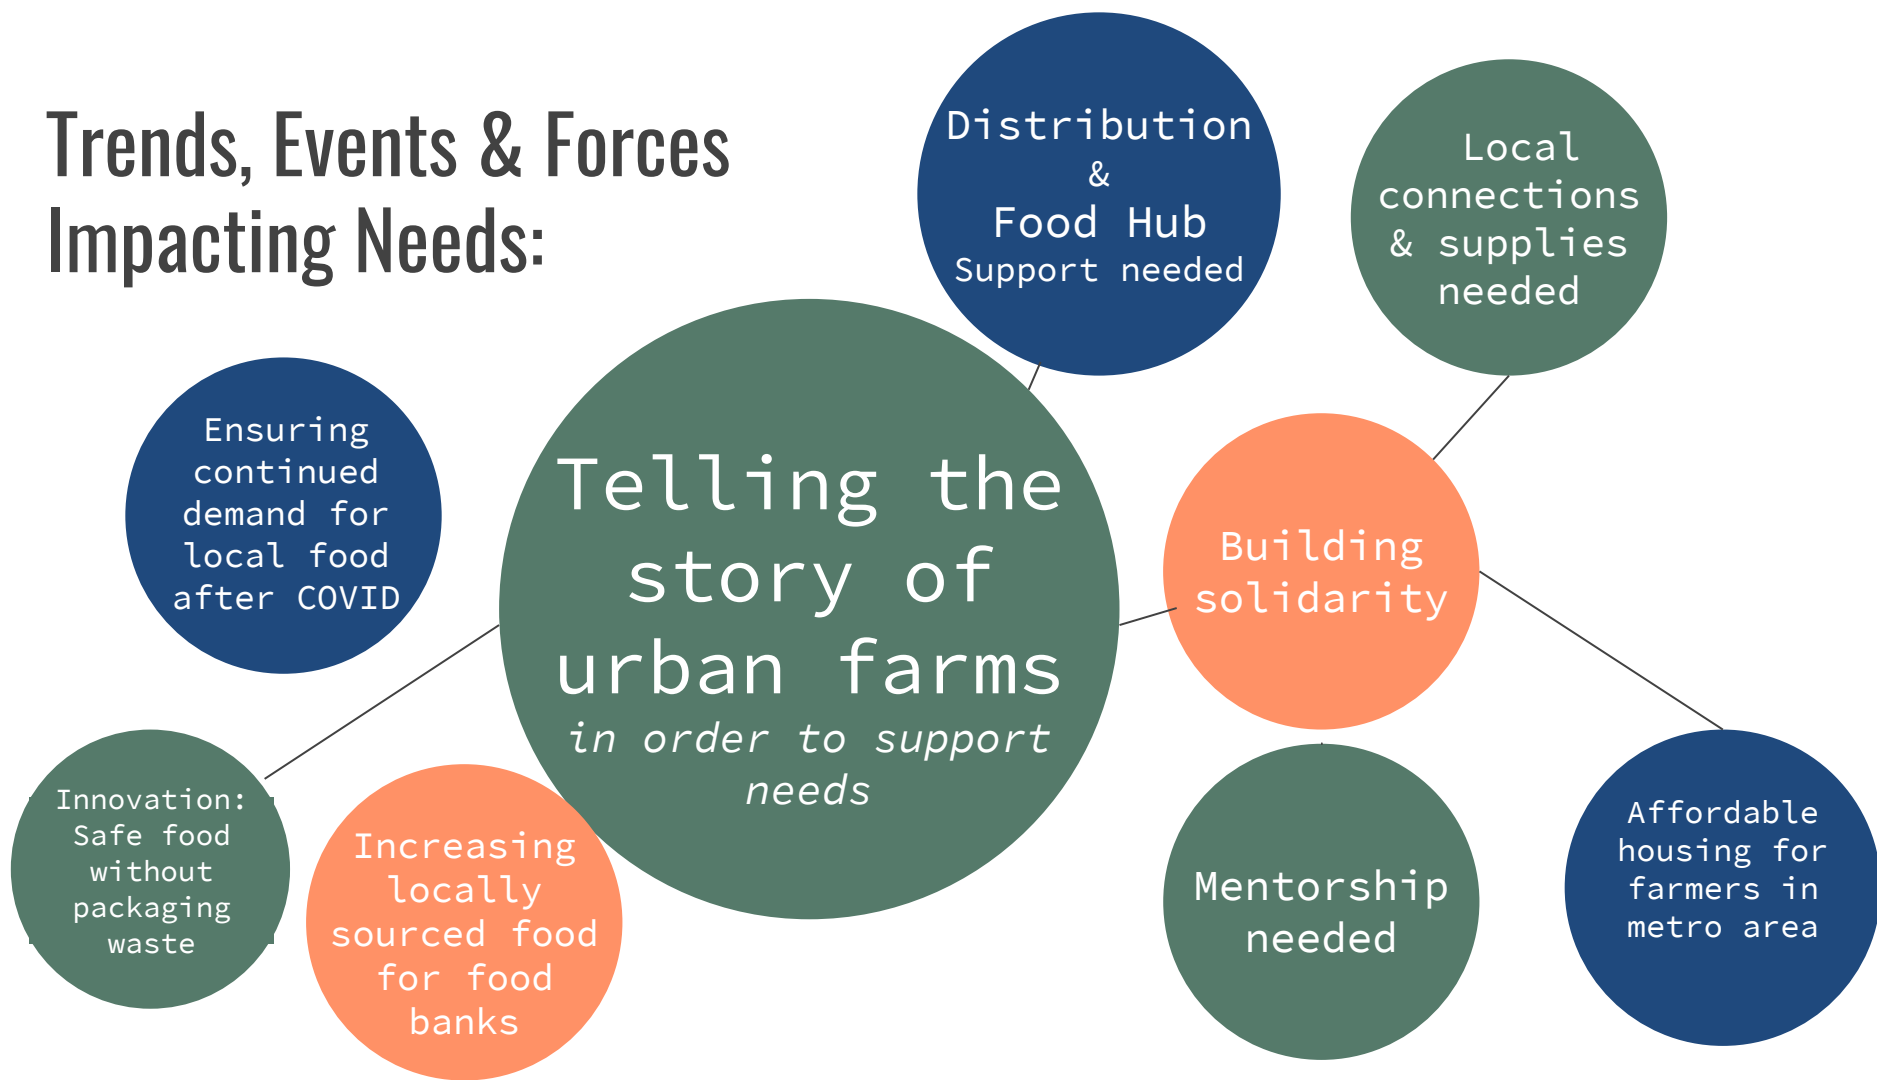 Trends, Events & Forces
Impacting Needs:
Distribution
&
Food Hub
Support needed
Local
connections
& supplies
needed
Ensuring
continued
demand for
local food
after COVID
Telling the
story of
urban farms
in order to support
needs
Building
solidarity
Innovation:
Safe food
without
packaging
waste
Increasing
locally
sourced food
for food
banks
Mentorship
needed
Affordable
housing for
farmers in
metro area